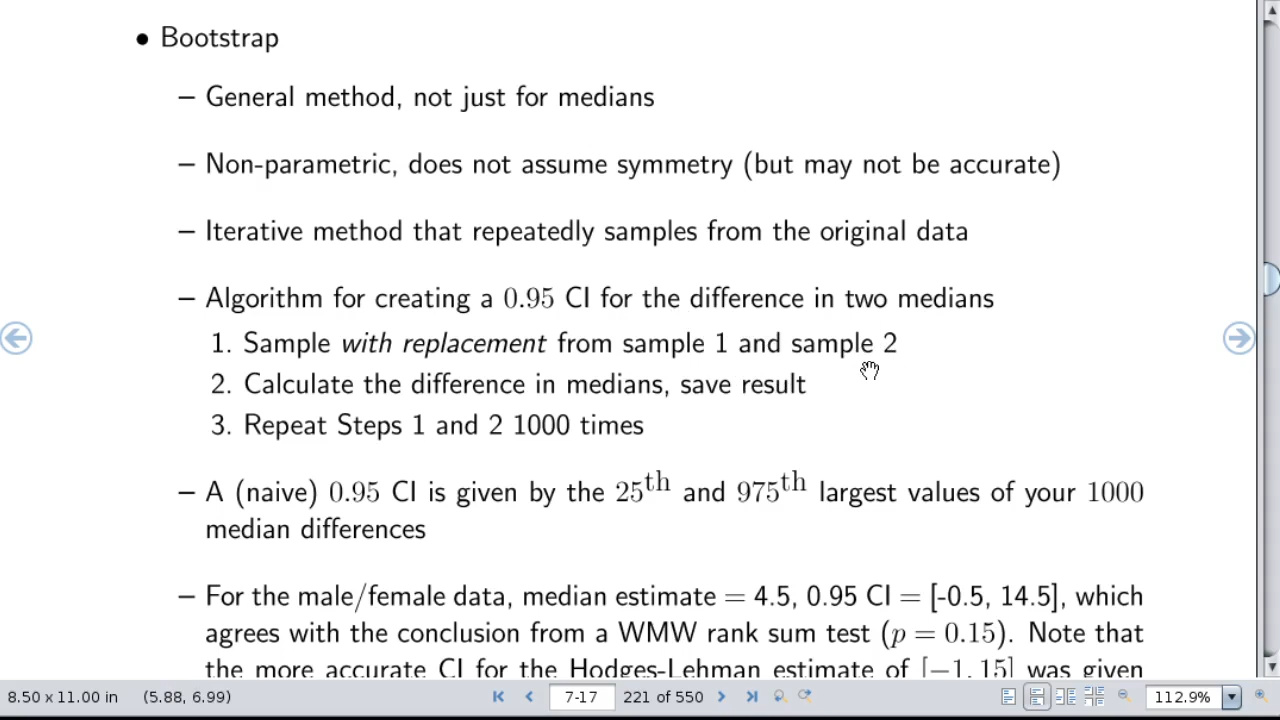 • Bootstrap
– General method, not just for medians
– Non-parametric, does not assume symmetry (but may not be accurate)
– Iterative method that repeatedly samples from the original data
– Algorithm for creating a 0.95 CI for the difference in two medians
1. Sample with replacement from sample 1 and sample 2
2. Calculate the difference in medians, save result
3. Repeat Steps 1 and 2 1000 times
– A (naive) 0.95 CI is given by the 25th and 975th largest values of your 1000
median differences
– For the male/female data, median estimate = 4.5, 0.95 CI = [-0.5, 14.5], which
agrees with the conclusion from a WMW rank sum test (p = 0.15). Note that
the more accurate CI for the Hodges-Lehman estimate of [−1, 15] was given
8.50 x 11.00 in (5.88, 6.99) 7-17 221 of 550 112.9%